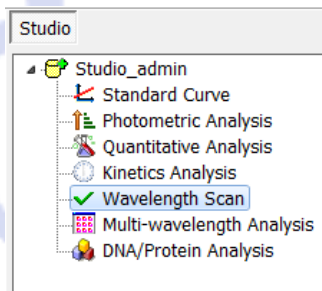 Studio
Studio_admin
Standard Curve
Photometric Analysis
Quantitative Analysis
Kinetics Analysis
Wavelength Scan
Multi-wavelength Analysis
DNA/Protein Analysis